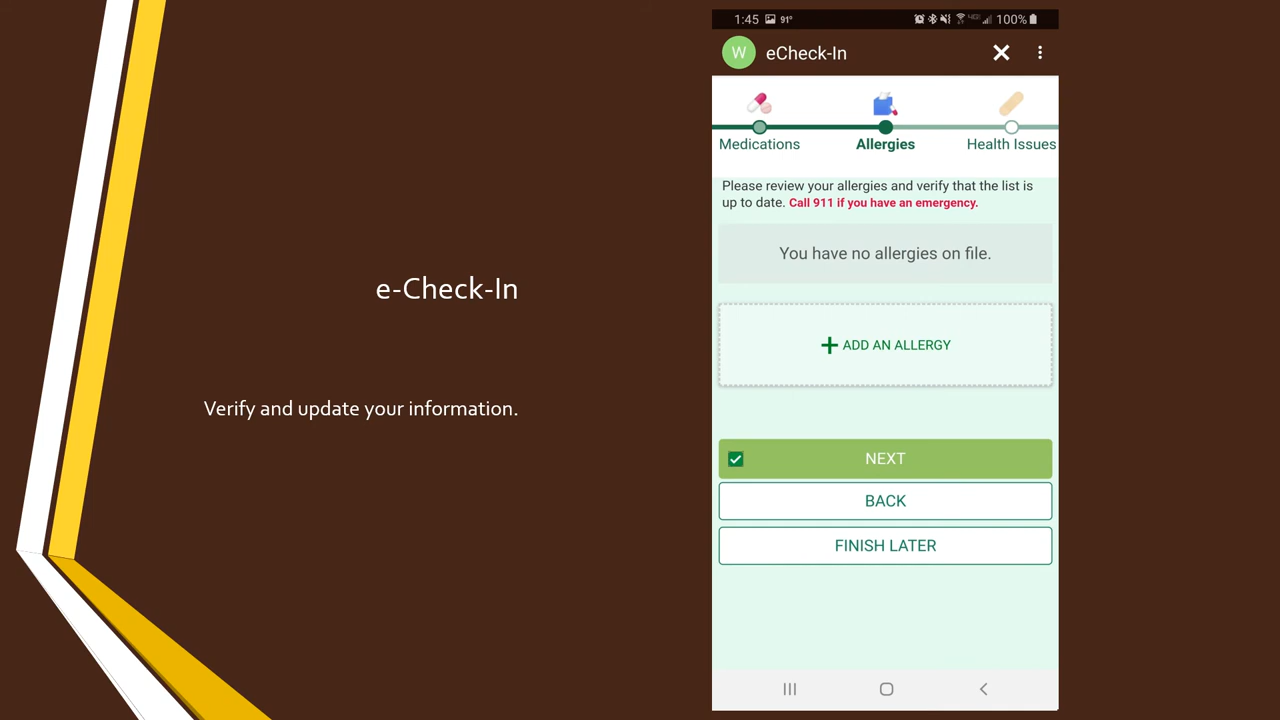 e-Check-In
Verify and update your information.
1:45 91°
100%
W eCheck-In
Medications Allergies Health Issues
Please review your allergies and verify that the list is
up to date. Call 911 if you have an emergency.
You have no allergies on file.
ADD AN ALLERGY
NEXT
BACK
FINISH LATER